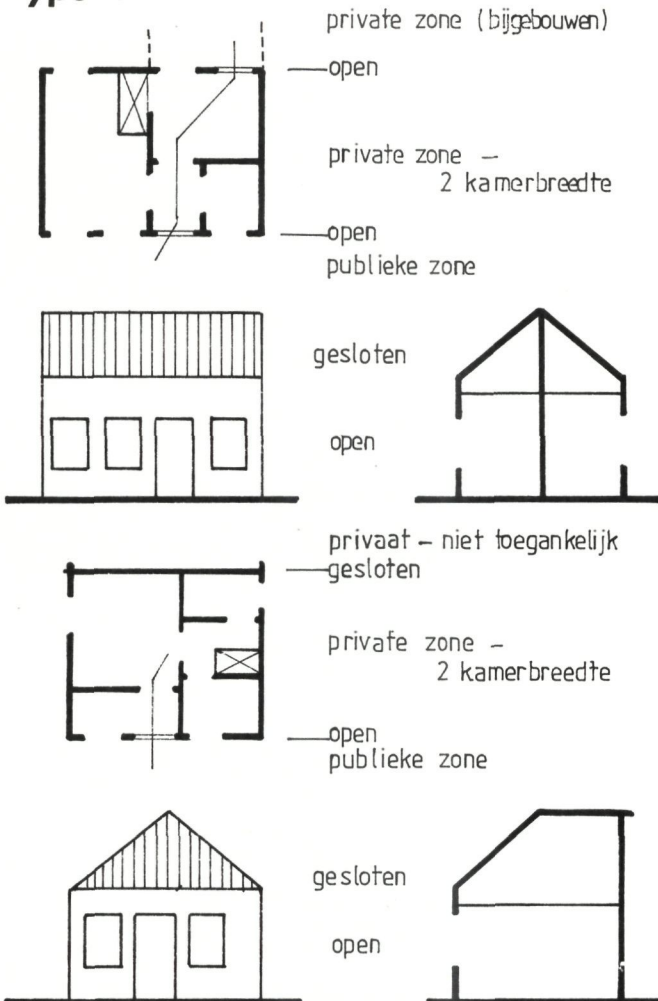 private zone (bijgebouwen)
open
private zone –
2 kamerbreedte
open
publieke zone
gesloten
open
privaat – niet toegankelijk
gesloten
private zone –
2 kamerbreedte
open
publieke zone
gesloten
open